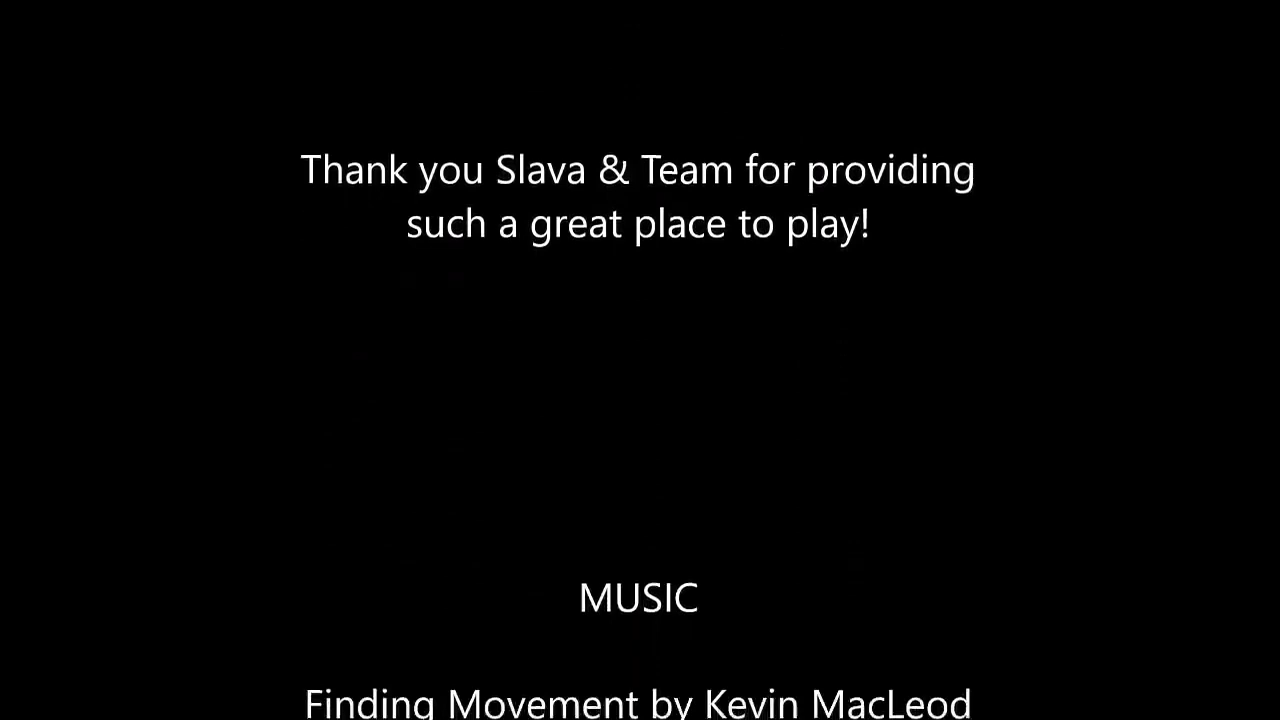 Thank you Slava & Team for providing
such a great place to play!
MUSIC
Finding Movement by Kevin MacLeod